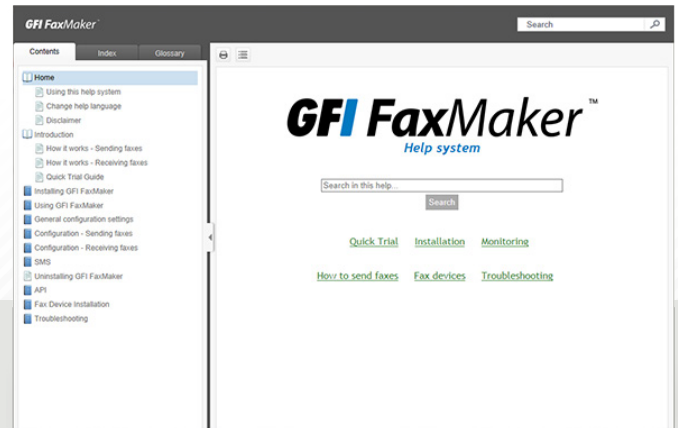 GFI FaxMaker
Search
Contents
Index
Glossary
Home
Using this help system
Change help language
Disclaimer
Introduction
How it works - Sending faxes
How it works - Receiving faxes
Quick Trial Guide
Installing GFI FaxMaker
Using GFI FaxMaker
General configuration settings
Configuration - Sending faxes
Configuration - Receiving faxes
SMS
Uninstalling GFI FaxMaker
API
Fax Device Installation
Troubleshooting
GFI FaxMaker™
Help system
Search in this help...
Search
Quick Trial Installation Monitoring
How to send faxes Fax devices Troubleshooting